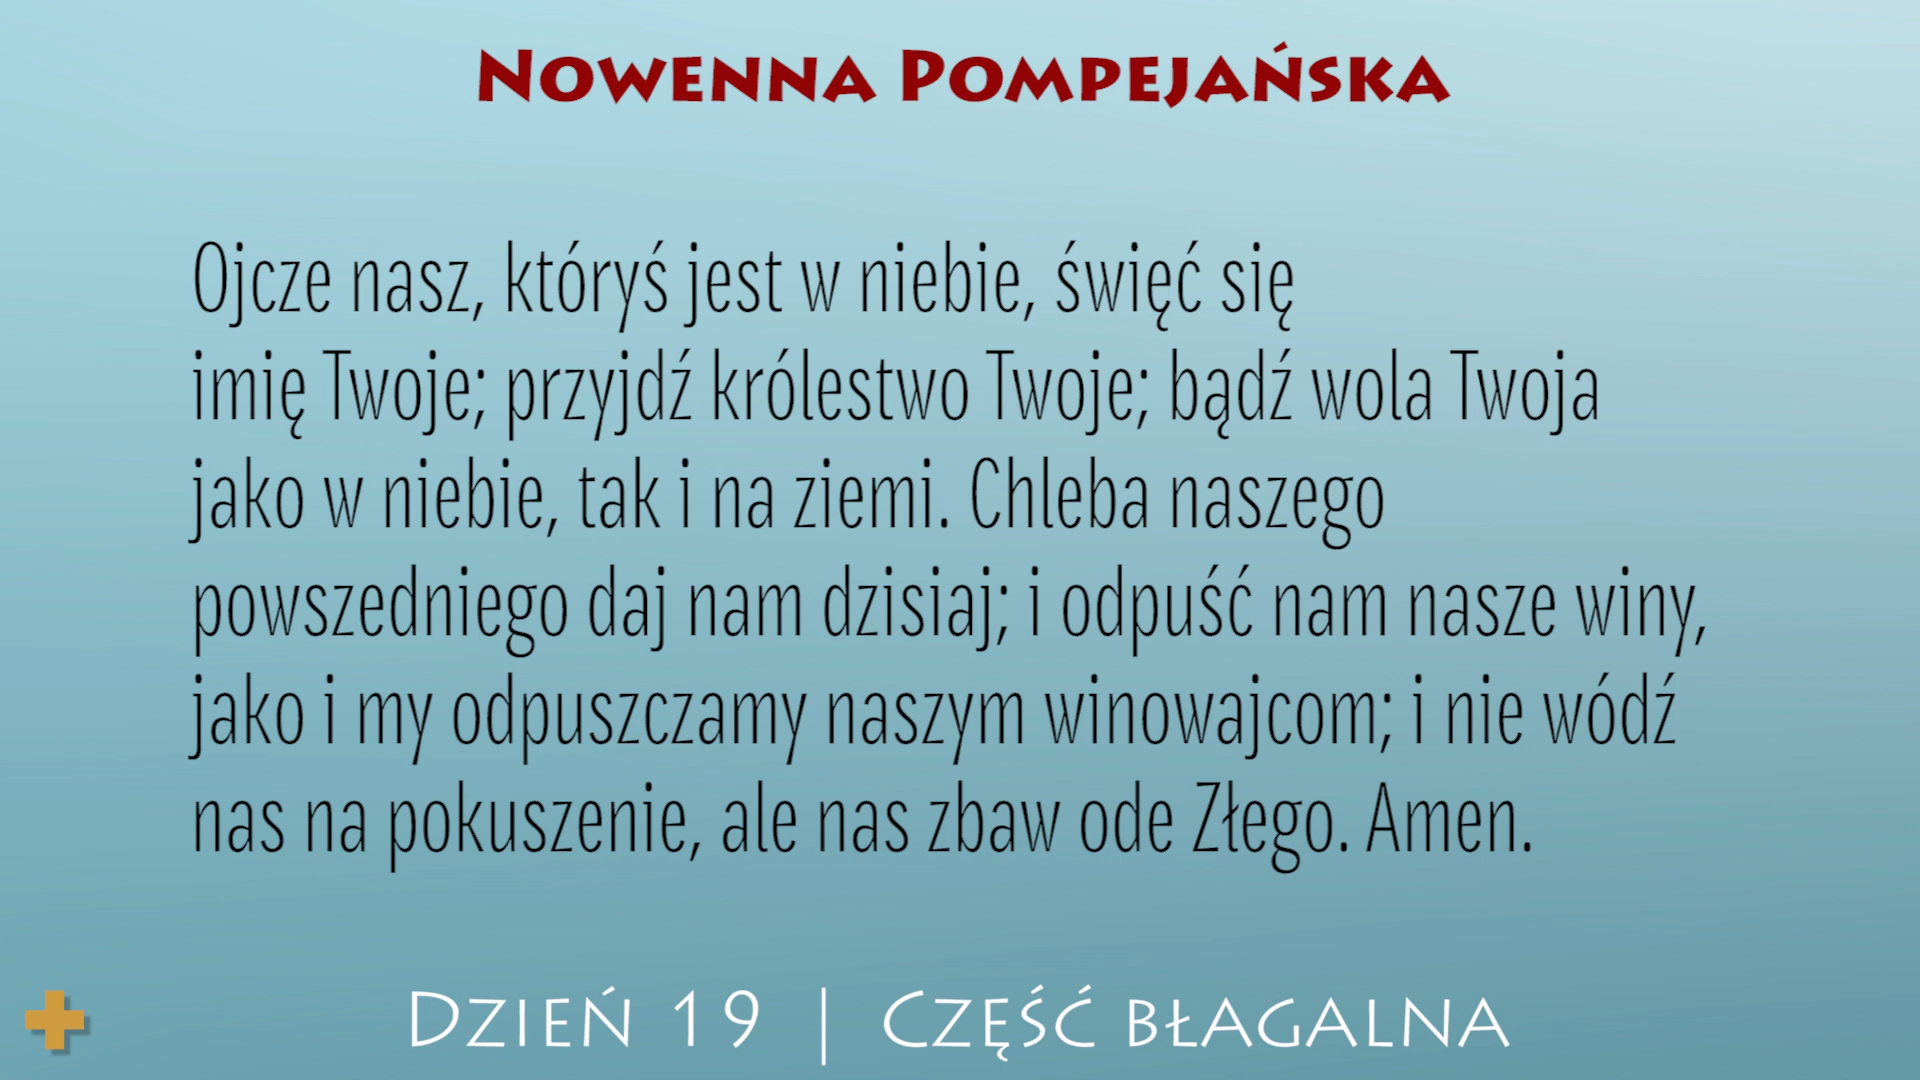 Nowenna Pompejańska
Ojcze nasz, któryś jest w niebie, święć się
imię Twoje; przyjdź królestwo Twoje; bądź wola Twoja
jako w niebie, tak i na ziemi. Chleba naszego
powszedniego daj nam dzisiaj; i odpuść nam nasze winy,
jako i my odpuszczamy naszym winowajcom; i nie wódź
nas na pokuszenie, ale nas zbaw ode Złego. Amen.
Dzień 19 | Część błagalna